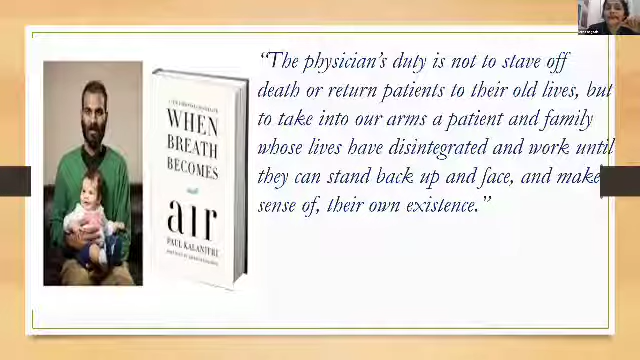 “The physician’s duty is not to stave off
death or return patients to their old lives, but
to take into our arms a patient and family
whose lives have disintegrated and work until
they can stand back up and face, and make
sense of, their own existence.”
WHEN
BREATH
BECOMES
air
PAUL KALANITHI